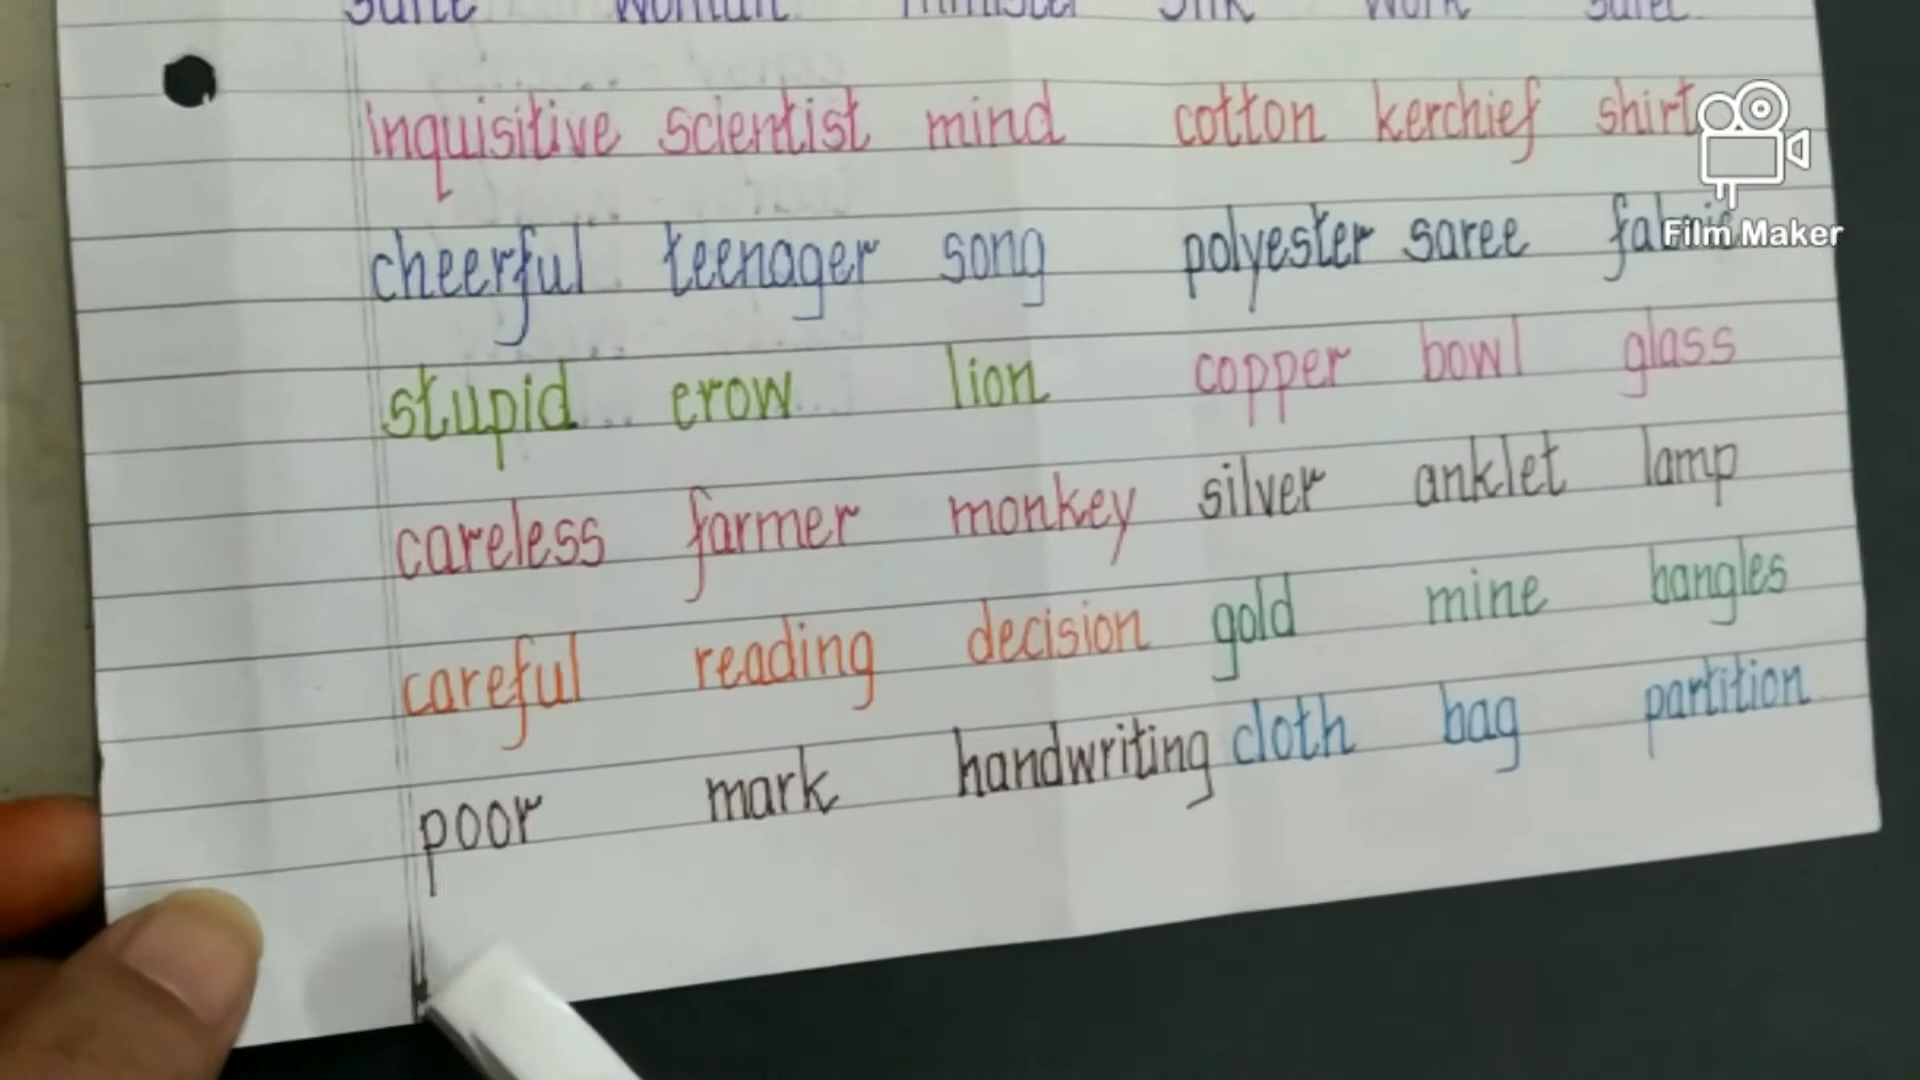 inquisitive scientist mind cotton kerchief shirt
cheerful teenager song polyester saree
stupid crow lion copper bowl glass
careless farmer monkey silver anklet lamp
careful reading decision gold mine bangles
poor mark handwriting cloth bag partition
Film Maker